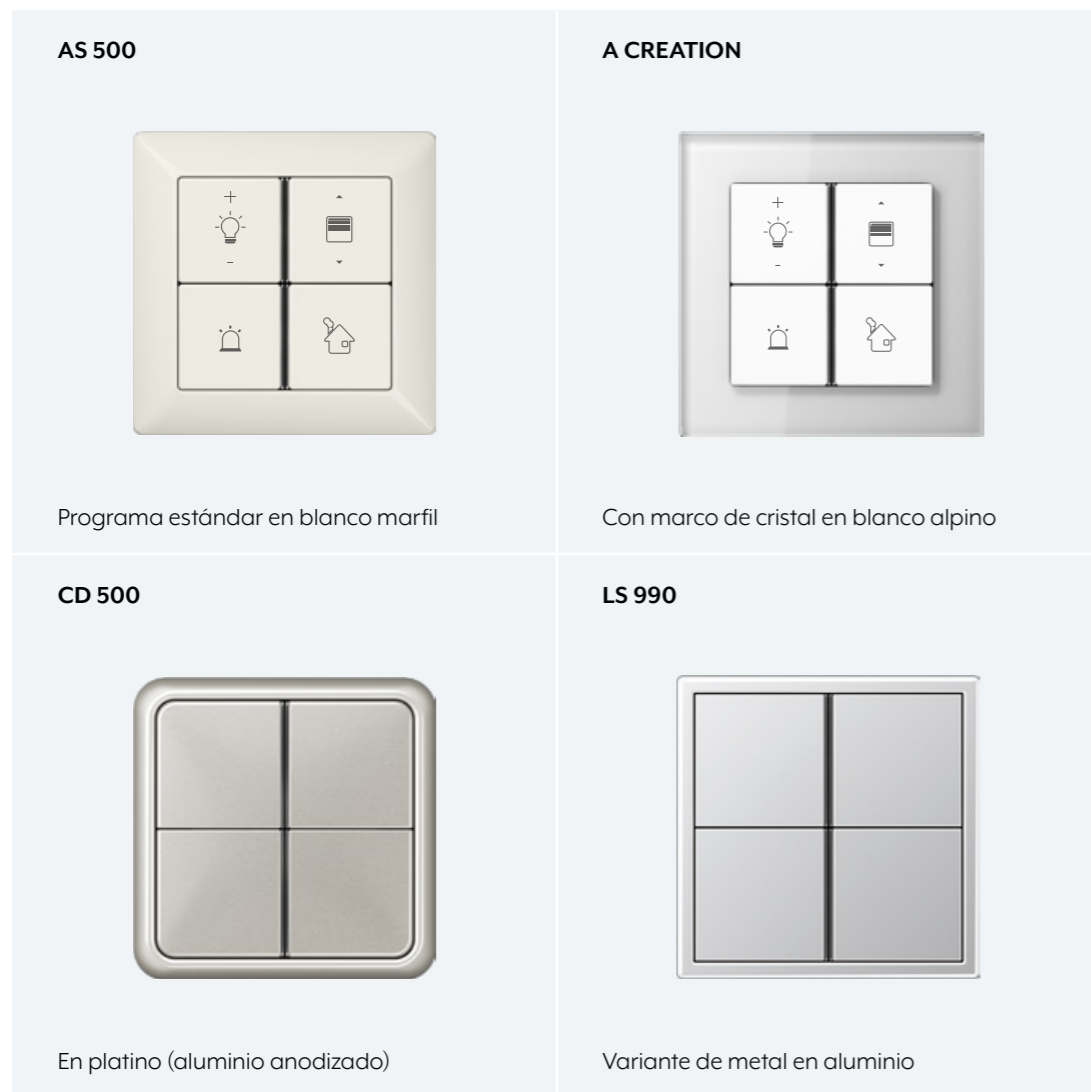 AS 500
A CREATION
Programa estándar en blanco marfil
Con marco de cristal en blanco alpino
CD 500
LS 990
En platino (aluminio anodizado)
Variante de metal en aluminio